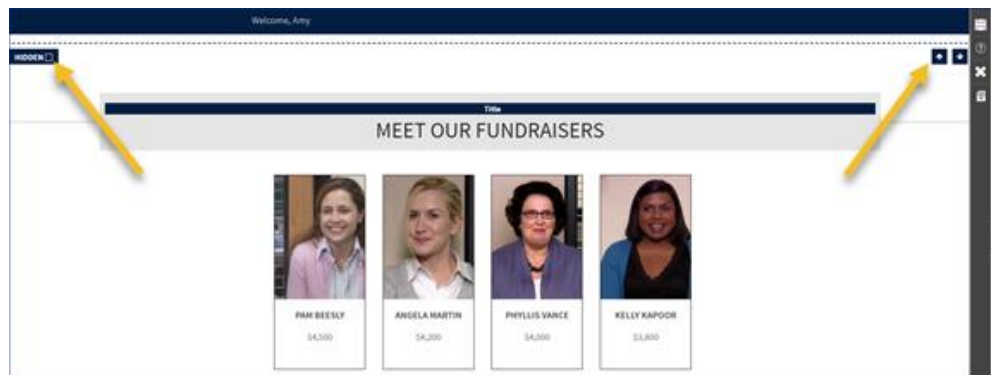 Welcome, Amy
HIDDEN
Title
MEET OUR FUNDRAISERS
PAM BEESLY
ANGELA MARTIN
PHYLLIS VANCE
KELLY KAPOOR
$4,500
$4,200
$4,000
$3,800